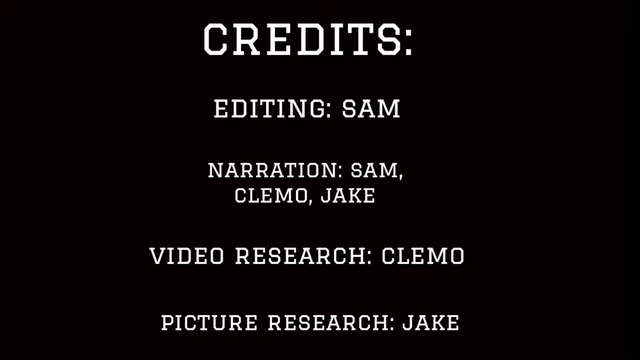 CREDITS:
EDITING: SAM
NARRATION: SAM,
CLEMO, JAKE
VIDEO RESEARCH: CLEMO
PICTURE RESEARCH: JAKE